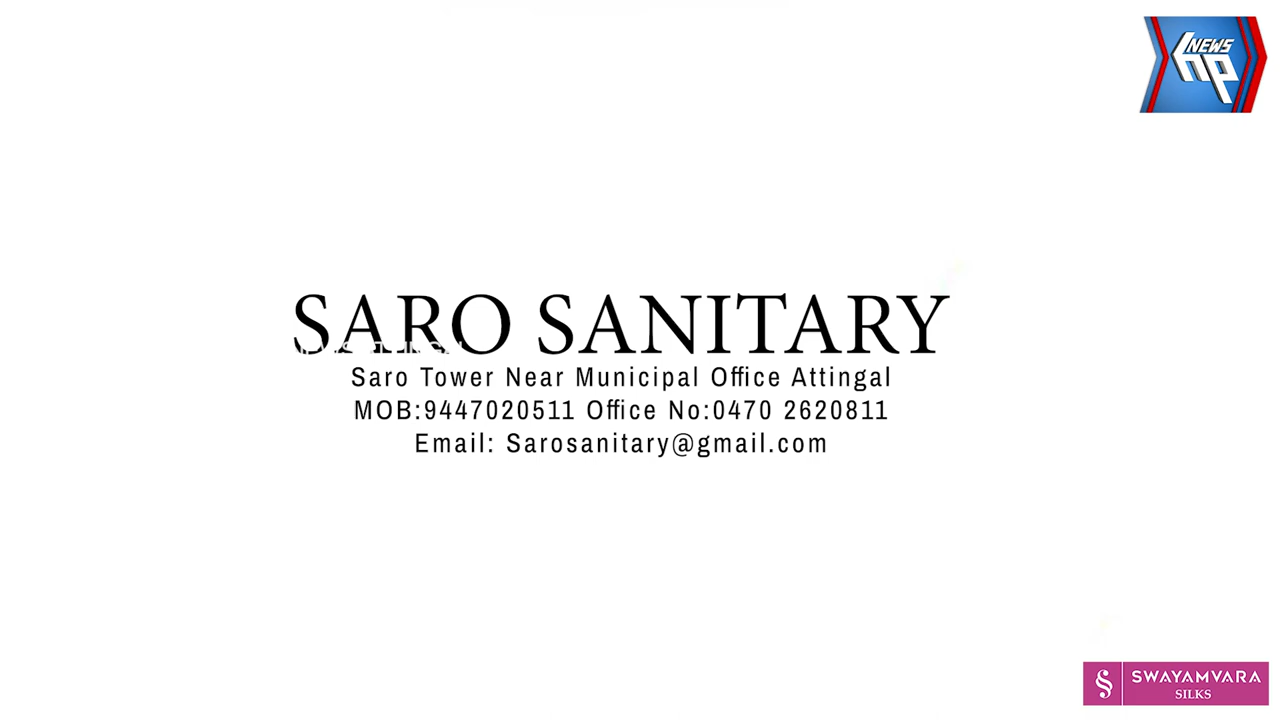 NEWS
np
SARO SANITARY
Saro Tower Near Municipal Office Attingal
MOB:9447020511 Office No:0470 2620811
Email: Sarosanitary@gmail.com
SWAYAMVARA
SILKS